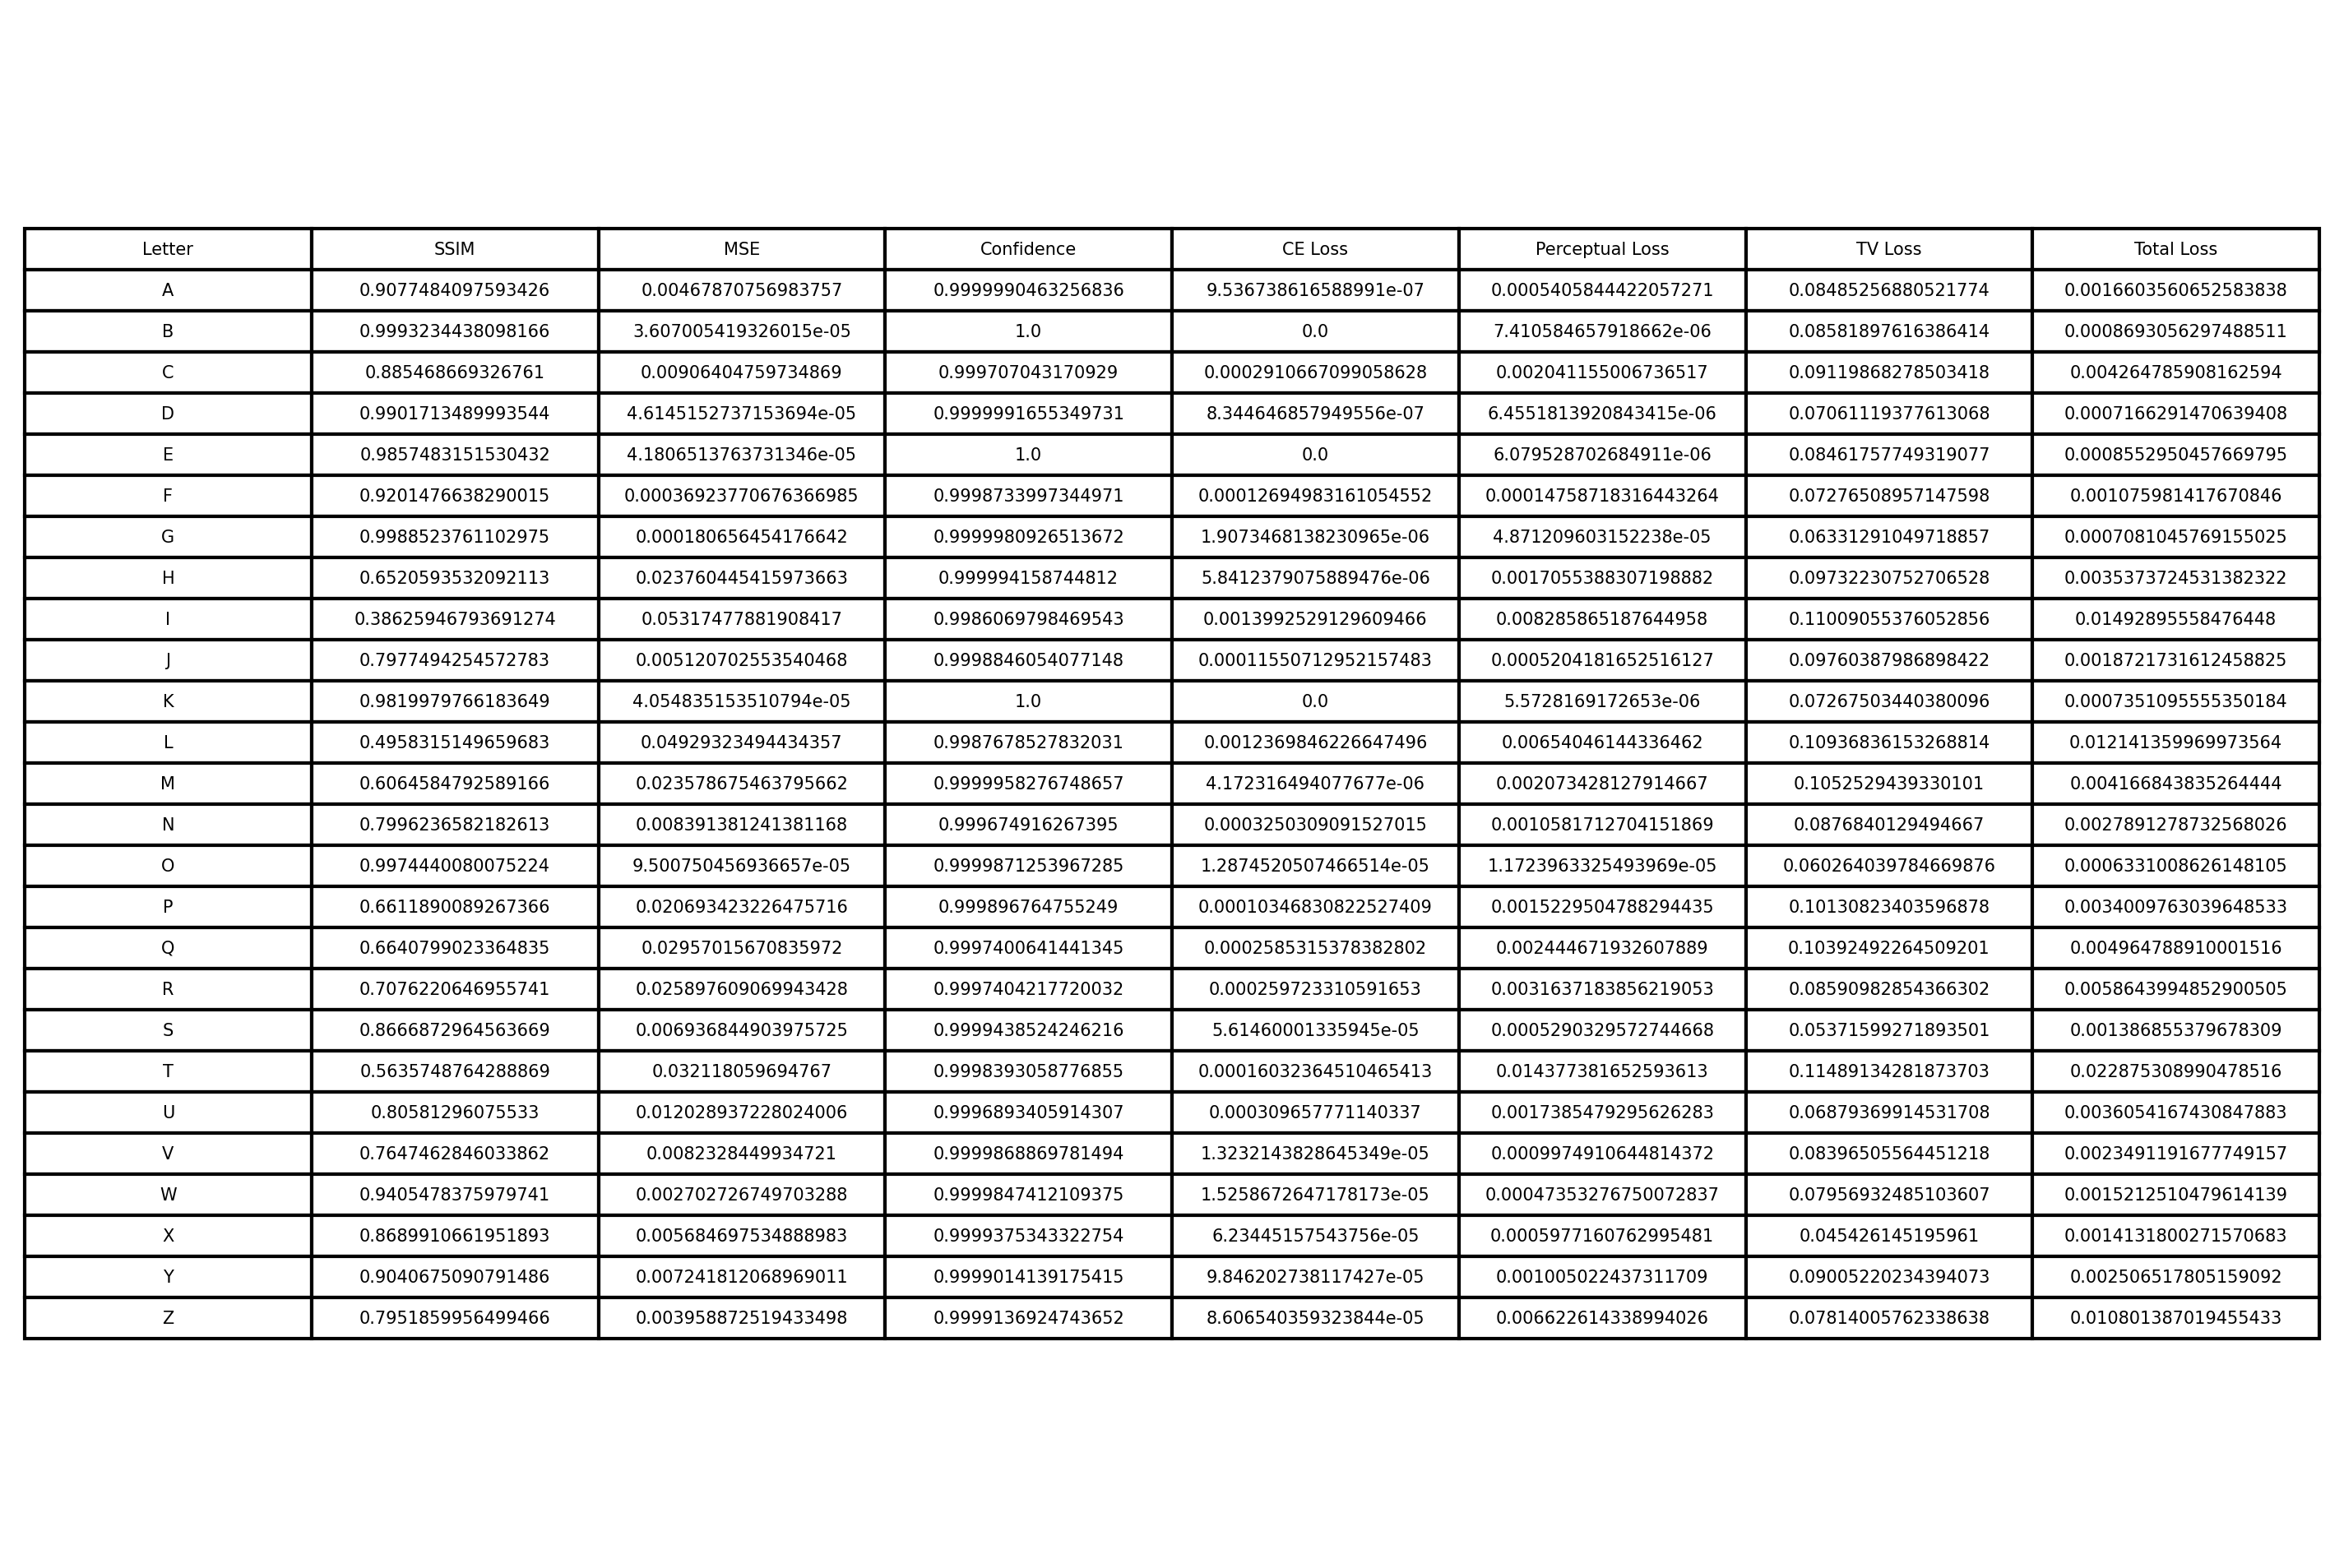 Letter SSIM MSE Confidence CE Loss Perceptual Loss TV Loss Total Loss
A 0.9077484097593426 0.00467870756983757 0.9999990463256836 9.536738616588991e-07 0.0005405844422057271 0.08485256880521774 0.0016603560652583838
B 0.9993234438098166 3.607005419326015e-05 1.0 0.0 7.410584657918662e-06 0.08581897616386414 0.0008693056297488511
C 0.885468669326761 0.00906404759734869 0.999707043170929 0.0002910667099058628 0.002041155006736517 0.09119868278503418 0.004264785908162594
D 0.9901713489993544 4.6145152737153694e-05 0.9999991655349731 8.344646857949556e-07 6.4551813920843415e-06 0.07061119377613068 0.0007166291470639408
E 0.9857483151530432 4.1806513763731346e-05 1.0 0.0 6.079528702684911e-06 0.08461757749319077 0.0008552950457669795
F 0.9201476638290015 0.00036923770676366985 0.9998733997344971 0.00012694983161054552 0.00014758718316443264 0.07276508957147598 0.001075981417670846
G 0.9988523761102975 0.000180656454176642 0.9999980926513672 1.9073468138230965e-06 4.871209603152238e-05 0.06331291049718857 0.0007081045769155025
H 0.6520593532092113 0.023760445415973663 0.999994158744812 5.8412379075889476e-06 0.0017055388307198882 0.09732230752706528 0.0035373724531382322
I 0.38625946793691274 0.05317477881908417 0.9986069798469543 0.0013992529129609466 0.008285865187644958 0.11009055376052856 0.01492895558476448
J 0.7977494254572783 0.005120702553540468 0.9998846054077148 0.00011550712952157483 0.0005204181652516127 0.09760387986898422 0.0018721731612458825
K 0.9819979766183649 4.054835153510794e-05 1.0 0.0 5.5728169172653e-06 0.07267503440380096 0.0007351095555350184
L 0.4958315149659683 0.04929323494434357 0.9987678527832031 0.0012369846226647496 0.00654046144336462 0.10936836153268814 0.012141359969973564
M 0.6064584792589166 0.023578675463795662 0.9999958276748657 4.172316494077677e-06 0.002073428127914667 0.1052529439330101 0.004166843835264444
N 0.7996236582182613 0.008391381241381168 0.999674916267395 0.0003250309091527015 0.0010581712704151869 0.0876840129494667 0.0027891278732568026
O 0.9974440080075224 9.500750456936657e-05 0.9999871253967285 1.2874520507466514e-05 1.1723963325493969e-05 0.060264039784669876 0.0006331008626148105
P 0.6611890089267366 0.020693423226475716 0.999896764755249 0.00010346830822527409 0.0015229504788294435 0.10130823403596878 0.0034009763039648533
Q 0.6640799023364835 0.02957015670835972 0.9997400641441345 0.0002585315378382802 0.002444671932607889 0.10392492264509201 0.004964788910001516
R 0.7076220646955741 0.025897609069943428 0.9997404217720032 0.000259723310591653 0.0031637183856219053 0.08590982854366302 0.0058643994852900505
S 0.8666872964563669 0.006936844903975725 0.9999438524246216 5.61460001335945e-05 0.0005290329572744668 0.05371599271893501 0.001386855379678309
T 0.5635748764288869 0.032118059694767 0.9998393058776855 0.00016032364510465413 0.014377381652593613 0.11489134281873703 0.022875308990478516
U 0.80581296075533 0.012028937228024006 0.9996893405914307 0.000309657771140337 0.0017385479295626283 0.06879369914531708 0.0036054167430847883
V 0.7647462846033862 0.0082328449934721 0.9999868869781494 1.3232143828645349e-05 0.0009974910644814372 0.08396505564451218 0.0023491191677749157
W 0.9405478375979741 0.002702726749703288 0.9999847412109375 1.5258672647178173e-05 0.00047353276750072837 0.07956932485103607 0.0015212510479614139
X 0.8689910661951893 0.005684697534888983 0.9999375343322754 6.23445157543756e-05 0.0005977160762995481 0.045426145195961 0.0014131800271570683
Y 0.9040675090791486 0.007241812068969011 0.9999014139175415 9.846202738117427e-05 0.001005022437311709 0.09005220234394073 0.002506517805159092
Z 0.7951859956499466 0.003958872519433498 0.9999136924743652 8.606540359323844e-05 0.006622614338994026 0.07814005762338638 0.010801387019455433